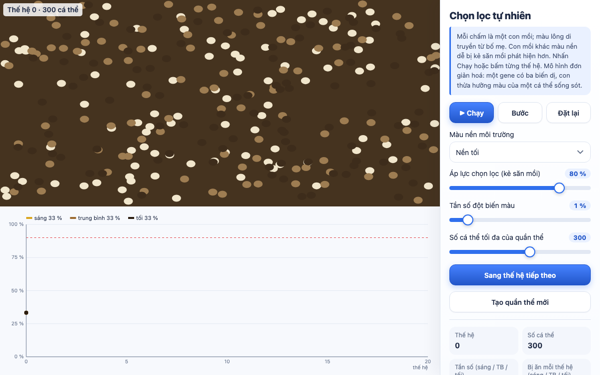 Thế hệ 0 · 300 cá thể
sáng 33 % trung bình 33 % tối 33 %
100 %
75 %
50 %
25 %
0 %
0 5 10 15 20
thế hệ
Chọn lọc tự nhiên
Mỗi chấm là một con mồi; màu lông di
truyền từ bố mẹ. Con mồi khác màu nền
dễ bị kẻ săn mồi phát hiện hơn. Nhấn
Chạy hoặc bấm từng thế hệ. Mô hình đơn
giản hoá: một gene có ba biến dị, con
thừa hưởng màu của một cá thể sống sót.
▶ Chạy Bước Đặt lại
Màu nền môi trường
Nền tối
Áp lực chọn lọc (kẻ săn mồi) 80 %
Tần số đột biến màu 1 %
Số cá thể tối đa của quần thể 300
Sang thế hệ tiếp theo
Tạo quần thể mới
Thế hệ Số cá thể
0 300
Tần số (sáng / TB / Bị ăn mỗi thế hệ
tối) (sáng / TB / tối)